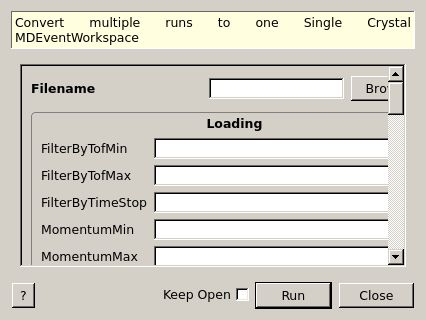 Convert multiple runs to one Single Crystal
MDEventWorkspace
Filename
Bro
Loading
FilterByTofMin
FilterByTofMax
FilterByTimeStop
MomentumMin
MomentumMax
? Keep Open Run Close